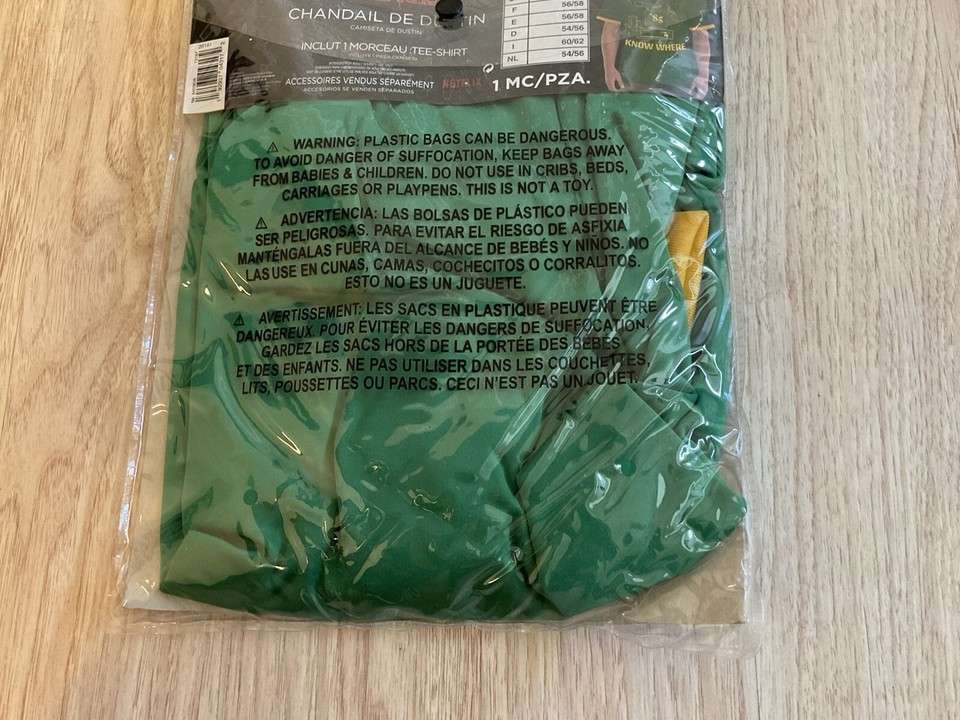 CHANDAIL DE DUSTIN
CAMISETA DE DUSTIN
INCLUT 1 MORCEAU : TEE-SHIRT
INCLUYE 1 PIEZA: CAMISETA
ACCESSOIRES VENDUS SÉPARÉMENT
ACCESORIOS SE VENDEN SEPARADOS
NETFLIX
1 MC/PZA.
F 56/58
E 54/56
D
I 60/62
NL 54/56
KNOW WHERE
20141
⚠ WARNING: PLASTIC BAGS CAN BE DANGEROUS.
TO AVOID DANGER OF SUFFOCATION, KEEP BAGS AWAY
FROM BABIES & CHILDREN. DO NOT USE IN CRIBS, BEDS,
CARRIAGES OR PLAYPENS. THIS IS NOT A TOY.
⚠ ADVERTENCIA: LAS BOLSAS DE PLÁSTICO PUEDEN
SER PELIGROSAS. PARA EVITAR EL RIESGO DE ASFIXIA
MANTÉNGALAS FUERA DEL ALCANCE DE BEBÉS Y NIÑOS. NO
LAS USE EN CUNAS, CAMAS, COCHECITOS O CORRALITOS.
ESTO NO ES UN JUGUETE.
⚠ AVERTISSEMENT: LES SACS EN PLASTIQUE PEUVENT ÊTRE
DANGEREUX. POUR ÉVITER LES DANGERS DE SUFFOCATION,
GARDEZ LES SACS HORS DE LA PORTÉE DES BÉBÉS
ET DES ENFANTS. NE PAS UTILISER DANS LES COUCHETTES,
LITS, POUSSETTES OU PARCS. CECI N'EST PAS UN JOUET.